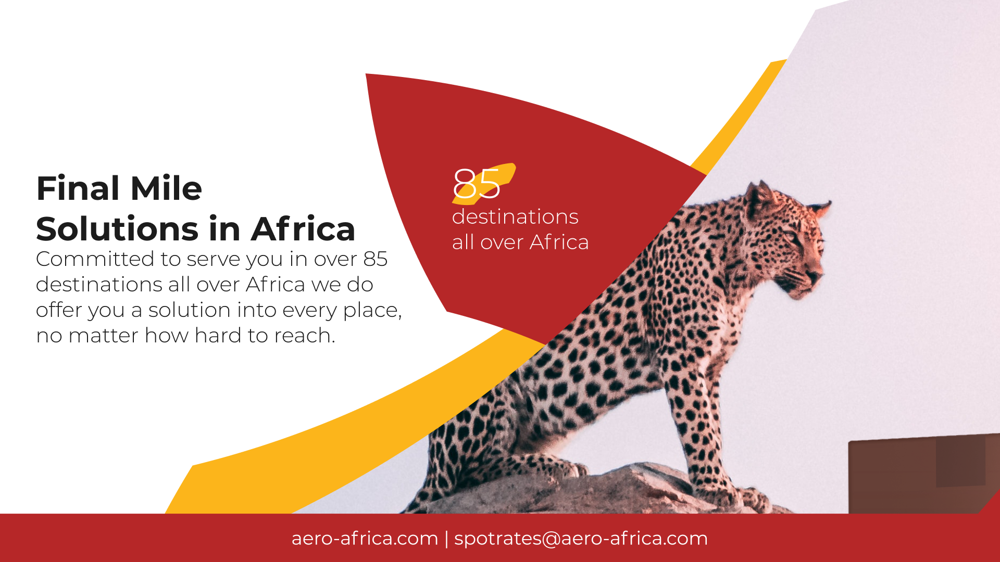 Final Mile
Solutions in Africa
Committed to serve you in over 85
destinations all over Africa we do
offer you a solution into every place,
no matter how hard to reach.
85
destinations
all over Africa
aero-africa.com | spotrates@aero-africa.com